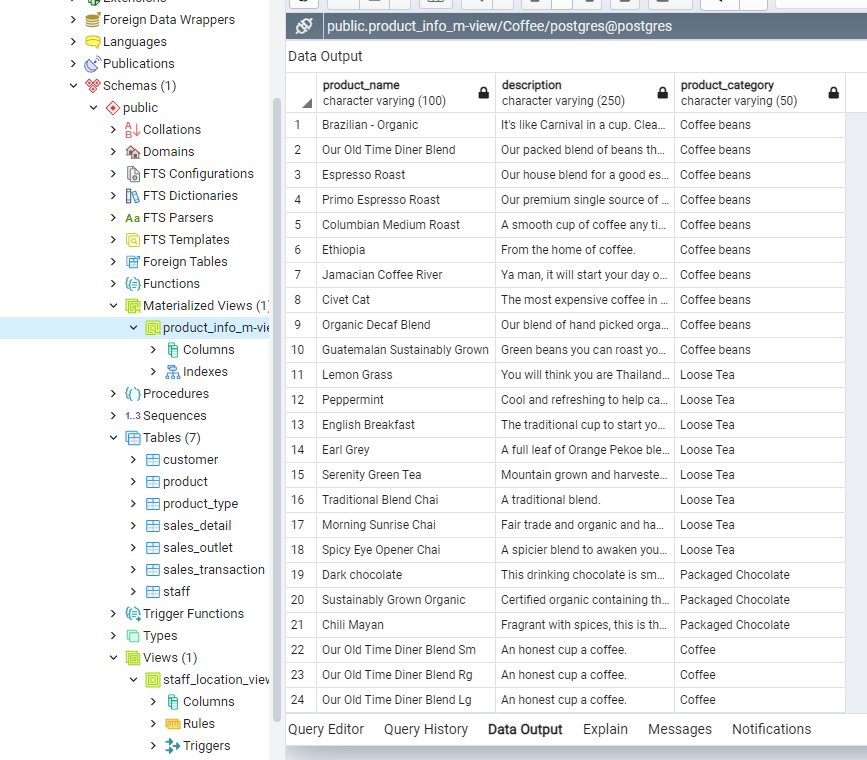 Extensions
Foreign Data Wrappers
Languages
Publications
Schemas (1)
public
Collations
Domains
FTS Configurations
FTS Dictionaries
Aa FTS Parsers
FTS Templates
Foreign Tables
Functions
Materialized Views (1)
product_info_m-vie
Columns
Indexes
Procedures
1..3 Sequences
Tables (7)
customer
product
product_type
sales_detail
sales_outlet
sales_transaction
staff
Trigger Functions
Types
Views (1)
staff_location_view
Columns
Rules
Triggers
public.product_info_m-view/Coffee/postgres@postgres
Data Output
product_name description product_category
character varying (100) character varying (250) character varying (50)
1 Brazilian - Organic It's like Carnival in a cup. Clea... Coffee beans
2 Our Old Time Diner Blend Our packed blend of beans th... Coffee beans
3 Espresso Roast Our house blend for a good es... Coffee beans
4 Primo Espresso Roast Our premium single source of ... Coffee beans
5 Columbian Medium Roast A smooth cup of coffee any ti... Coffee beans
6 Ethiopia From the home of coffee. Coffee beans
7 Jamacian Coffee River Ya man, it will start your day o... Coffee beans
8 Civet Cat The most expensive coffee in ... Coffee beans
9 Organic Decaf Blend Our blend of hand picked orga... Coffee beans
10 Guatemalan Sustainably Grown Green beans you can roast yo... Coffee beans
11 Lemon Grass You will think you are Thailand... Loose Tea
12 Peppermint Cool and refreshing to help ca... Loose Tea
13 English Breakfast The traditional cup to start yo... Loose Tea
14 Earl Grey A full leaf of Orange Pekoe ble... Loose Tea
15 Serenity Green Tea Mountain grown and harveste... Loose Tea
16 Traditional Blend Chai A traditional blend. Loose Tea
17 Morning Sunrise Chai Fair trade and organic and ha... Loose Tea
18 Spicy Eye Opener Chai A spicier blend to awaken you... Loose Tea
19 Dark chocolate This drinking chocolate is sm... Packaged Chocolate
20 Sustainably Grown Organic Certified organic containing th... Packaged Chocolate
21 Chili Mayan Fragrant with spices, this is th... Packaged Chocolate
22 Our Old Time Diner Blend Sm An honest cup a coffee. Coffee
23 Our Old Time Diner Blend Rg An honest cup a coffee. Coffee
24 Our Old Time Diner Blend Lg An honest cup a coffee. Coffee
Query Editor Query History Data Output Explain Messages Notifications